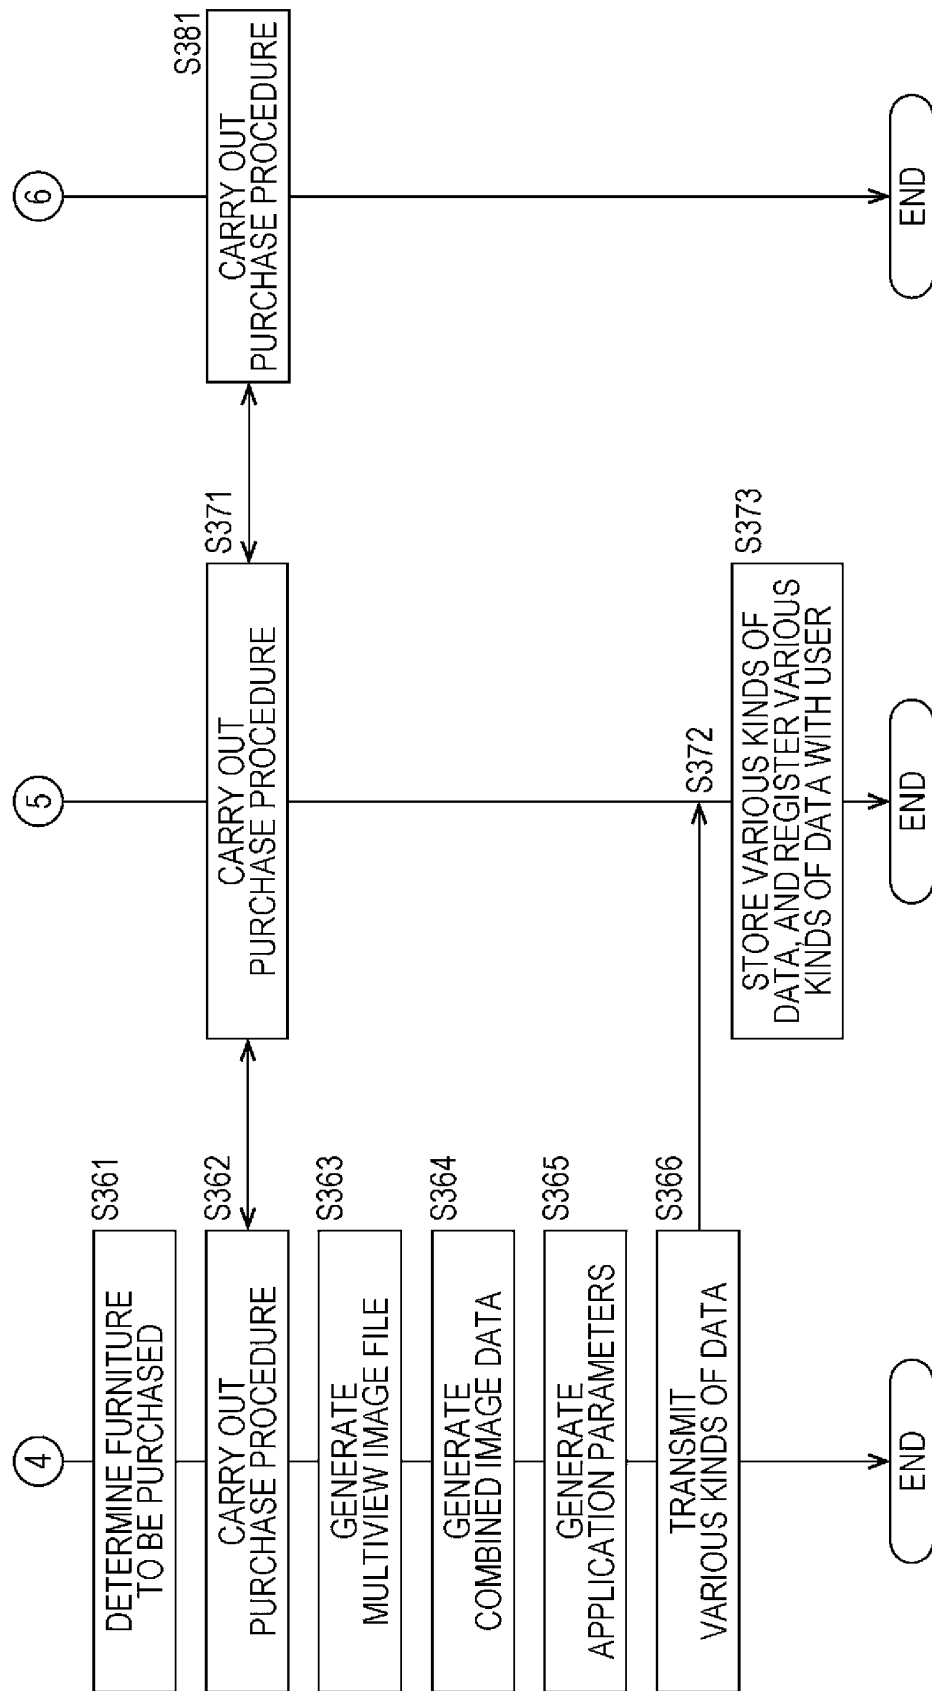 4
S361
DETERMINE FURNITURE
TO BE PURCHASED
S362
CARRY OUT
PURCHASE PROCEDURE
S363
GENERATE
MULTIVIEW IMAGE FILE
S364
GENERATE
COMBINED IMAGE DATA
S365
GENERATE
APPLICATION PARAMETERS
S366
TRANSMIT
VARIOUS KINDS OF DATA
END
5
S371
CARRY OUT
PURCHASE PROCEDURE
S372
S373
STORE VARIOUS KINDS OF
DATA, AND REGISTER VARIOUS
KINDS OF DATA WITH USER
END
6
S381
CARRY OUT
PURCHASE PROCEDURE
END